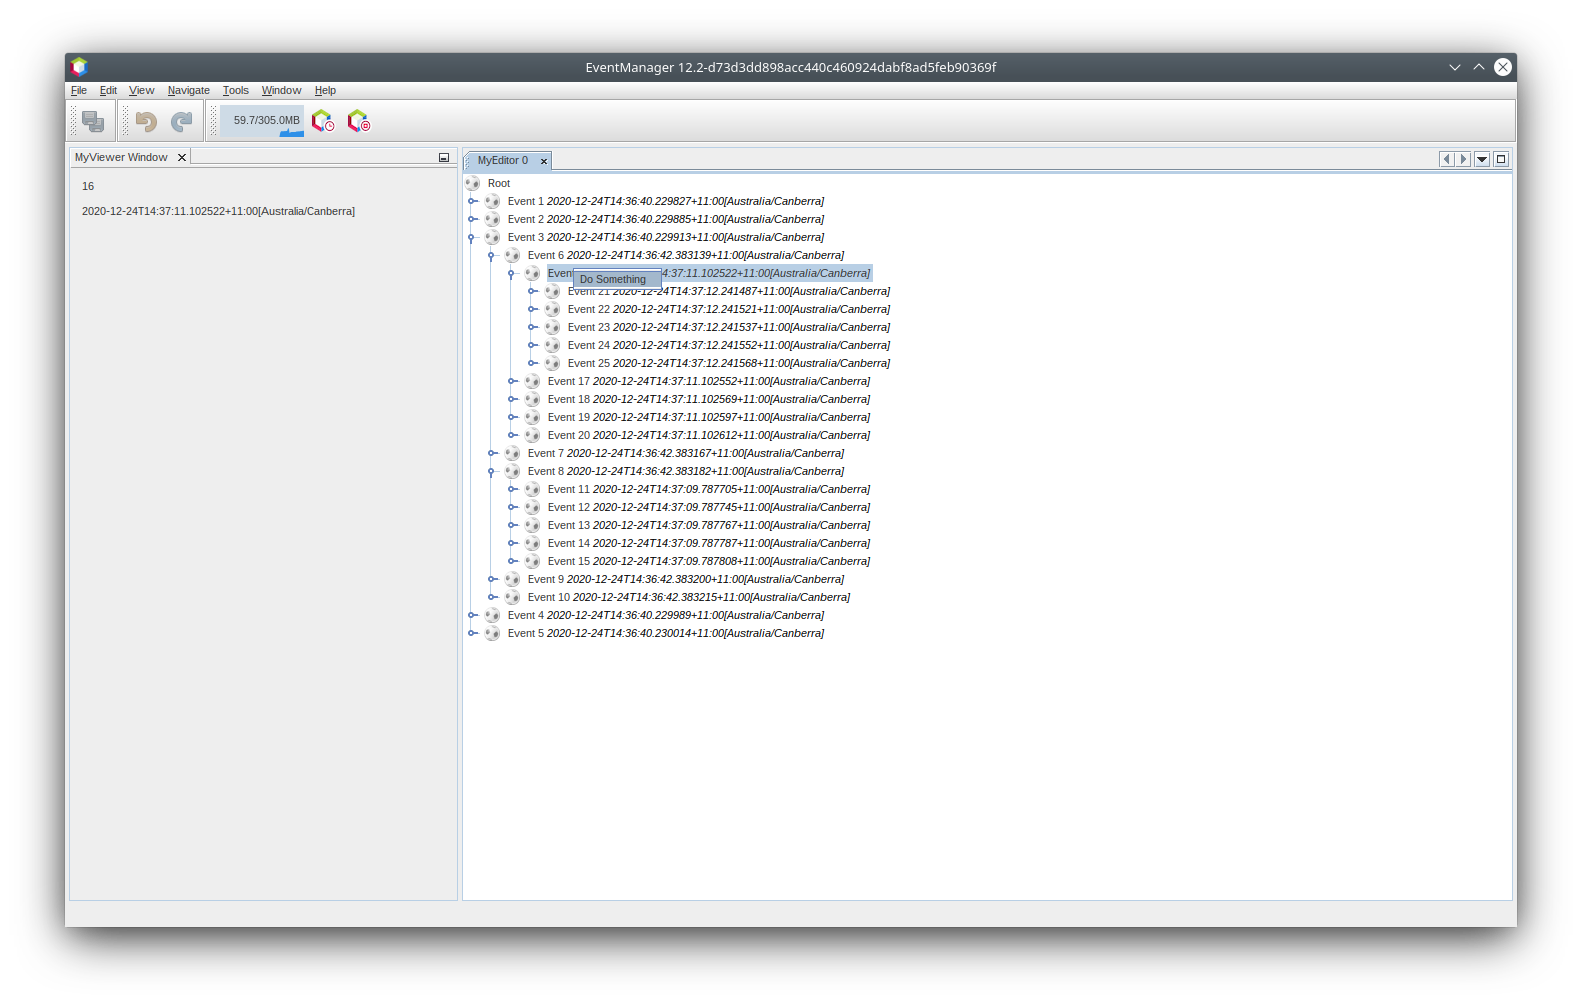 EventManager 12.2-d73d3dd898acc440c460924dabf8ad5feb90369f
File Edit View Navigate Tools Window Help
59.7/305.0MB
MyViewer Window
16
2020-12-24T14:37:11.102522+11:00[Australia/Canberra]
MyEditor 0
Root
Event 1 2020-12-24T14:36:40.229827+11:00[Australia/Canberra]
Event 2 2020-12-24T14:36:40.229885+11:00[Australia/Canberra]
Event 3 2020-12-24T14:36:40.229913+11:00[Australia/Canberra]
Event 6 2020-12-24T14:36:42.383139+11:00[Australia/Canberra]
Event 4:37:11.102522+11:00[Australia/Canberra]
Do Something
Event 21 2020-12-24T14:37:12.241487+11:00[Australia/Canberra]
Event 22 2020-12-24T14:37:12.241521+11:00[Australia/Canberra]
Event 23 2020-12-24T14:37:12.241537+11:00[Australia/Canberra]
Event 24 2020-12-24T14:37:12.241552+11:00[Australia/Canberra]
Event 25 2020-12-24T14:37:12.241568+11:00[Australia/Canberra]
Event 17 2020-12-24T14:37:11.102552+11:00[Australia/Canberra]
Event 18 2020-12-24T14:37:11.102569+11:00[Australia/Canberra]
Event 19 2020-12-24T14:37:11.102597+11:00[Australia/Canberra]
Event 20 2020-12-24T14:37:11.102612+11:00[Australia/Canberra]
Event 7 2020-12-24T14:36:42.383167+11:00[Australia/Canberra]
Event 8 2020-12-24T14:36:42.383182+11:00[Australia/Canberra]
Event 11 2020-12-24T14:37:09.787705+11:00[Australia/Canberra]
Event 12 2020-12-24T14:37:09.787745+11:00[Australia/Canberra]
Event 13 2020-12-24T14:37:09.787767+11:00[Australia/Canberra]
Event 14 2020-12-24T14:37:09.787787+11:00[Australia/Canberra]
Event 15 2020-12-24T14:37:09.787808+11:00[Australia/Canberra]
Event 9 2020-12-24T14:36:42.383200+11:00[Australia/Canberra]
Event 10 2020-12-24T14:36:42.383215+11:00[Australia/Canberra]
Event 4 2020-12-24T14:36:40.229989+11:00[Australia/Canberra]
Event 5 2020-12-24T14:36:40.230014+11:00[Australia/Canberra]